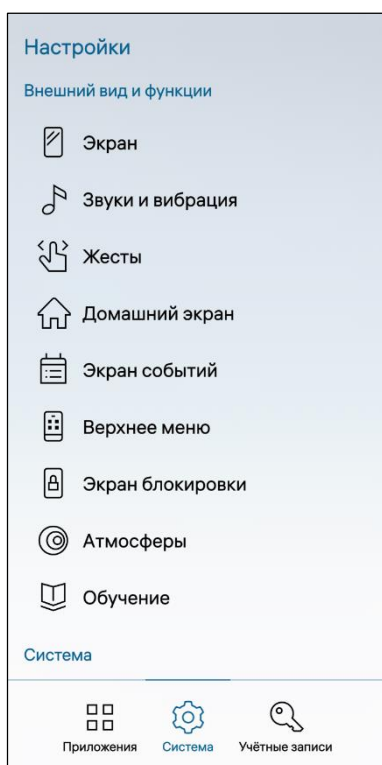 Настройки
Внешний вид и функции
Экран
Звуки и вибрация
Жесты
Домашний экран
Экран событий
Верхнее меню
Экран блокировки
Атмосферы
Обучение
Система
Приложения Система Учётные записи